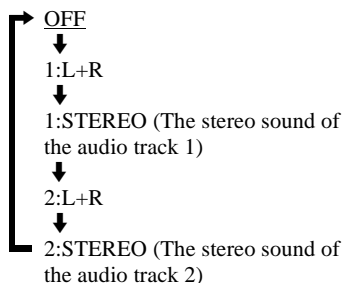 OFF
1:L+R
1:STEREO (The stereo sound of
the audio track 1)
2:L+R
2:STEREO (The stereo sound of
the audio track 2)